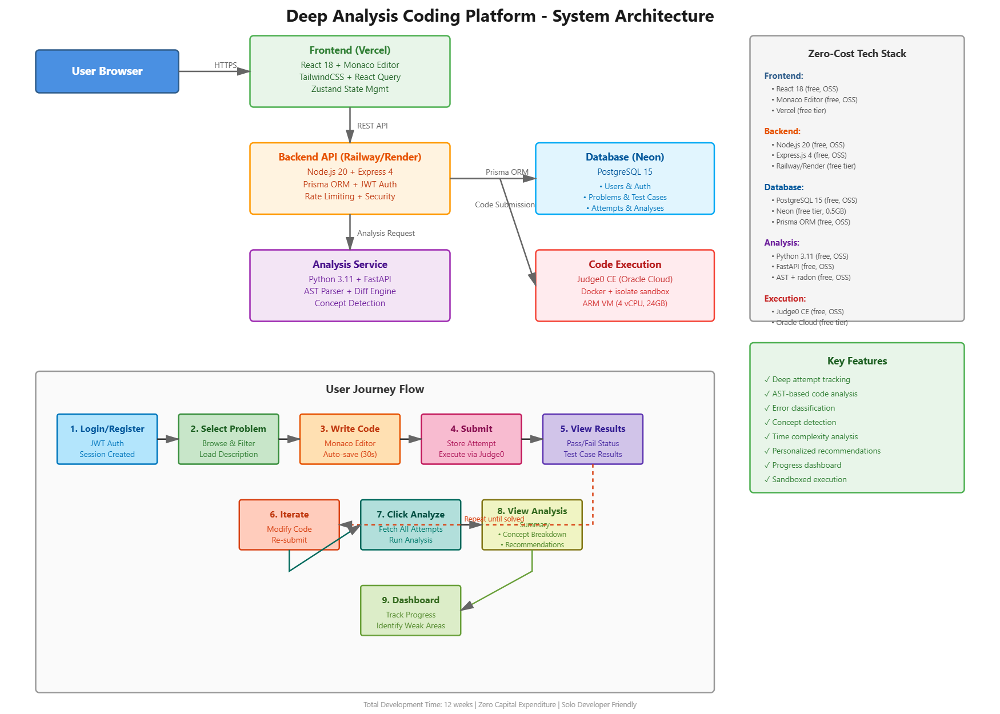 Deep Analysis Coding Platform - System Architecture
User Browser
HTTPS
Frontend (Vercel)
React 18 + Monaco Editor
TailwindCSS + React Query
Zustand State Mgmt
REST API
Backend API (Railway/Render)
Node.js 20 + Express 4
Prisma ORM + JWT Auth
Rate Limiting + Security
Prisma ORM
Code Submission
Database (Neon)
PostgreSQL 15
• Users & Auth
• Problems & Test Cases
• Attempts & Analyses
Analysis Request
Analysis Service
Python 3.11 + FastAPI
AST Parser + Diff Engine
Concept Detection
Code Execution
Judge0 CE (Oracle Cloud)
Docker + isolate sandbox
ARM VM (4 vCPU, 24GB)
Zero-Cost Tech Stack
Frontend:
• React 18 (free, OSS)
• Monaco Editor (free, OSS)
• Vercel (free tier)
Backend:
• Node.js 20 (free, OSS)
• Express.js 4 (free, OSS)
• Railway/Render (free tier)
Database:
• PostgreSQL 15 (free, OSS)
• Neon (free tier, 0.5GB)
• Prisma ORM (free, OSS)
Analysis:
• Python 3.11 (free, OSS)
• FastAPI (free, OSS)
• AST + radon (free, OSS)
Execution:
• Judge0 CE (free, OSS)
• Oracle Cloud (free tier)
Key Features
✓ Deep attempt tracking
✓ AST-based code analysis
✓ Error classification
✓ Concept detection
✓ Time complexity analysis
✓ Personalized recommendations
✓ Progress dashboard
✓ Sandboxed execution
User Journey Flow
1. Login/Register
JWT Auth
Session Created
2. Select Problem
Browse & Filter
Load Description
3. Write Code
Monaco Editor
Auto-save (30s)
4. Submit
Store Attempt
Execute via Judge0
5. View Results
Pass/Fail Status
Test Case Results
6. Iterate
Modify Code
Re-submit
7. Click Analyze
Fetch All Attempts
Run Analysis
Repeat until solved
8. View Analysis
• Summary
• Concept Breakdown
• Recommendations
9. Dashboard
Track Progress
Identify Weak Areas
Total Development Time: 12 weeks | Zero Capital Expenditure | Solo Developer Friendly